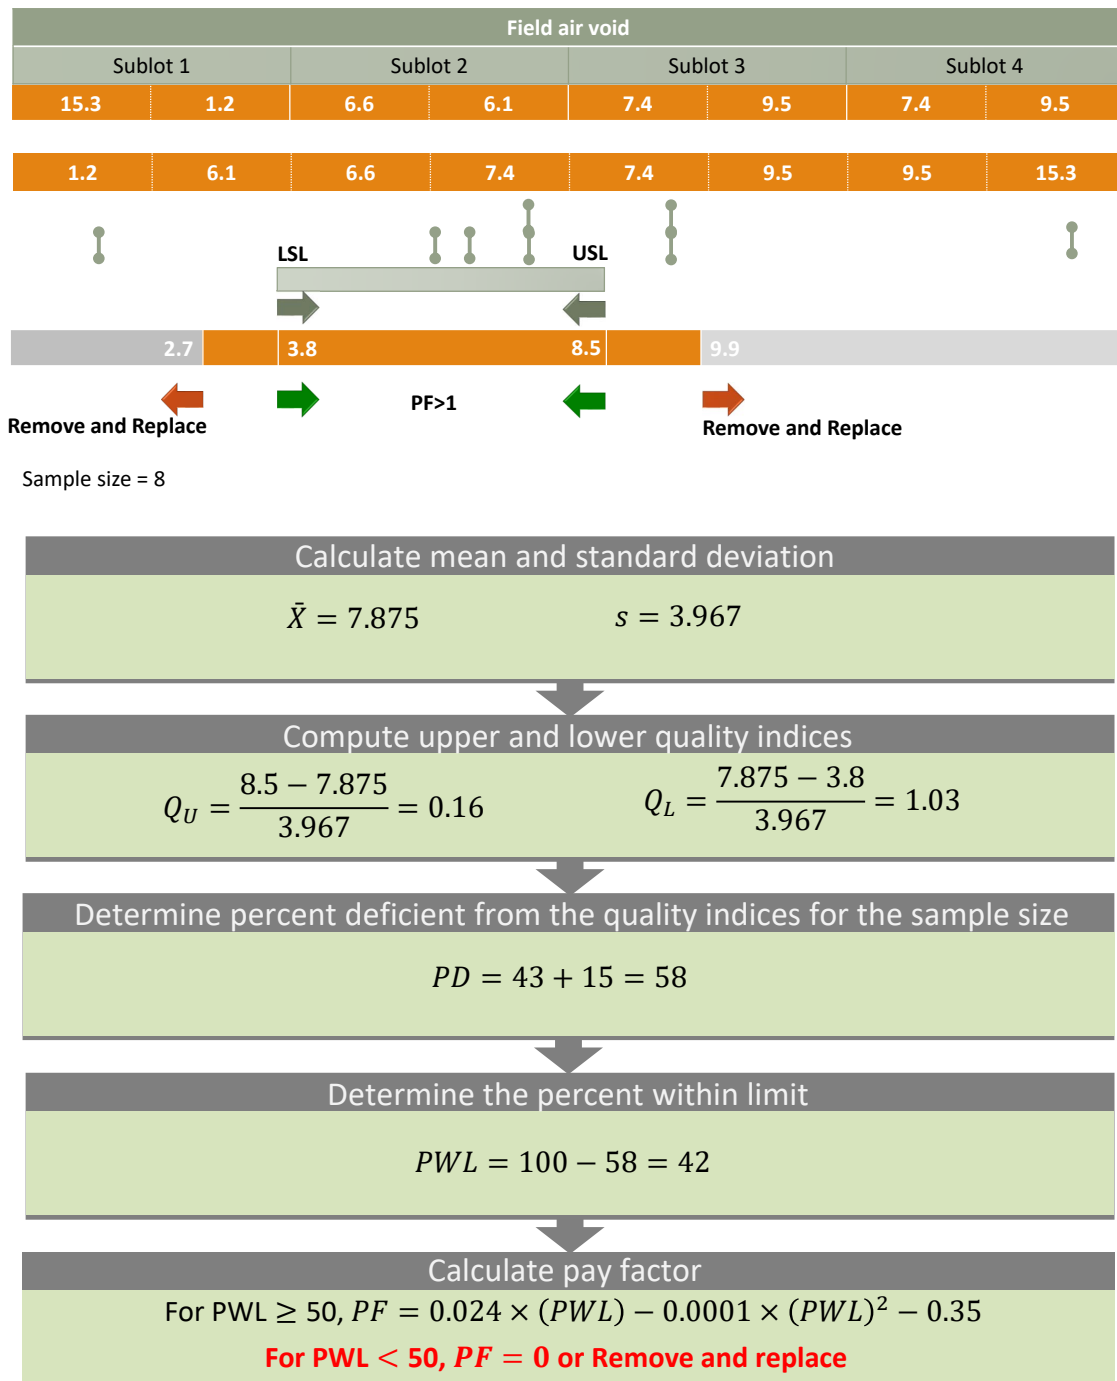 Field air void
Sublot 1 Sublot 2 Sublot 3 Sublot 4
15.3 1.2 6.6 6.1 7.4 9.5 7.4 9.5
1.2 6.1 6.6 7.4 7.4 9.5 9.5 15.3
LSL USL
2.7 3.8 8.5 9.9
PF>1
Remove and Replace Remove and Replace
Sample size = 8
Calculate mean and standard deviation
X̄ = 7.875 s = 3.967
Compute upper and lower quality indices
Q_U = (8.5 − 7.875)/3.967 = 0.16 Q_L = (7.875 − 3.8)/3.967 = 1.03
Determine percent deficient from the quality indices for the sample size
PD = 43 + 15 = 58
Determine the percent within limit
PWL = 100 − 58 = 42
Calculate pay factor
For PWL ≥ 50, PF = 0.024 × (PWL) − 0.0001 × (PWL)² − 0.35
For PWL < 50, PF = 0 or Remove and replace